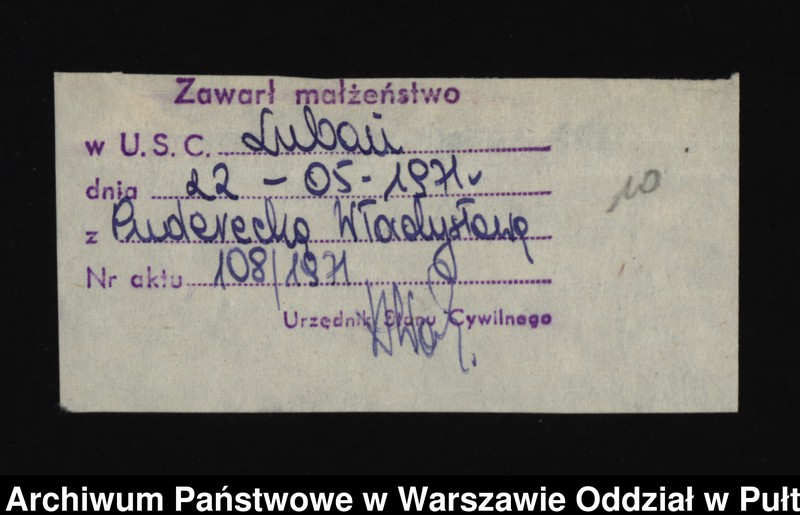 Zawarł małżeństwo
w U. S. C. Lubań
dnia 22 - 05 - 1971
z Puderecką Władysławą
Nr aktu 108/1971
10
Urzędnik Stanu Cywilnego
Archiwum Państwowe w Warszawie Oddział w Pułt